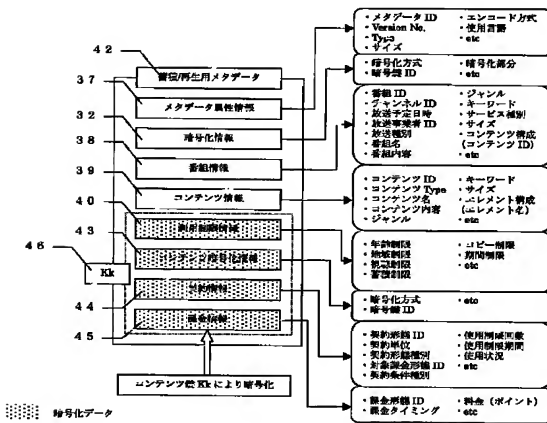 42
蓄積/再生用メタデータ
37
メタデータ属性情報
32
暗号化情報
38
番組情報
39
コンテンツ情報
40
利用制限情報
43
コンテンツ暗号化情報
46
Kk
44
契約情報
45
課金情報
コンテンツ鍵 Kk により暗号化
暗号化データ
・メタデータ ID ・エンコード方式
・Version No. ・使用言語
・Type ・etc
・サイズ
・暗号化方式 ・暗号化部分
・暗号鍵 ID ・etc
・番組 ID ・ジャンル
・チャンネル ID ・キーワード
・放送予定日時 ・サービス種別
・放送事業者 ID ・サイズ
・放送種別 ・コンテンツ構成
・番組名 (コンテンツ ID)
・番組内容 ・etc
・コンテンツ ID ・キーワード
・コンテンツ Type ・サイズ
・コンテンツ名 ・エレメント構成
・コンテンツ内容 (エレメント名)
・ジャンル ・etc
・年齢制限 ・コピー制限
・地域制限 ・期間制限
・視聴制限 ・etc
・蓄積制限
・暗号化方式 ・etc
・暗号鍵 ID
・契約形態 ID ・使用制限回数
・契約単位 ・使用制限期間
・契約形態種別 ・使用状況
・対象課金形態 ID ・etc
・契約条件種別
・課金形態 ID ・料金 (ポイント)
・課金タイミング ・etc